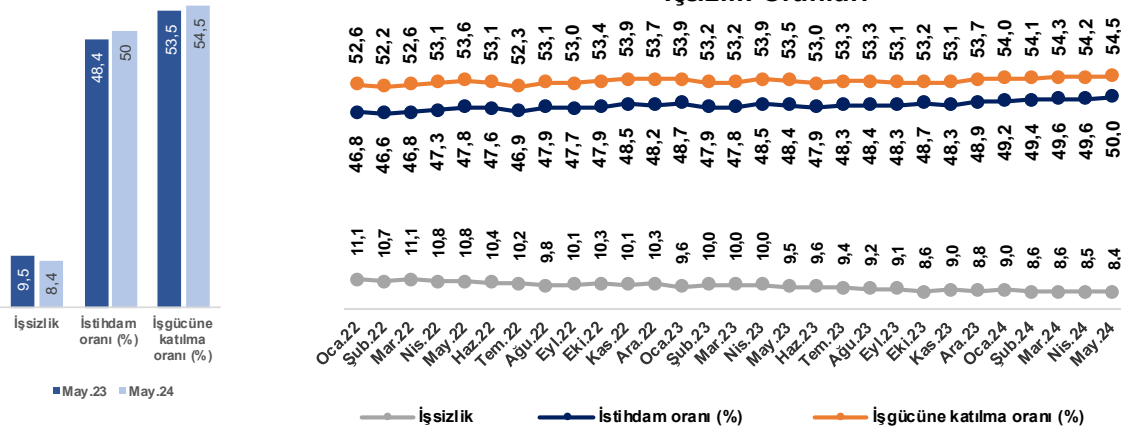 9,5
8,4
48,4
50
53,5
54,5
İşsizlik
İstihdam
oranı (%)
İşgücüne
katılma
oranı (%)
May.23 May.24
52,6 52,2 52,6 53,1 53,6 53,1 52,3 53,1 53,0 53,4 53,9 53,7 53,9 53,2 53,2 53,9 53,5 53,0 53,3 53,3 53,1 53,2 53,1 53,7 54,0 54,1 54,3 54,2 54,5
46,8 46,6 46,8 47,3 47,8 47,6 46,9 47,9 47,7 47,9 48,5 48,2 48,7 47,9 47,8 48,5 48,4 47,9 48,3 48,4 48,3 48,7 48,3 48,9 49,2 49,4 49,6 49,6 50,0
11,1 10,7 11,1 10,8 10,8 10,4 10,2 9,8 10,1 10,3 10,1 10,3 9,6 10,0 10,0 10,0 9,5 9,6 9,4 9,2 9,1 8,6 9,0 8,8 9,0 8,6 8,6 8,5 8,4
Oca.22 Şub.22 Mar.22 Nis.22 May.22 Haz.22 Tem.22 Ağu.22 Eyl.22 Eki.22 Kas.22 Ara.22 Oca.23 Şub.23 Mar.23 Nis.23 May.23 Haz.23 Tem.23 Ağu.23 Eyl.23 Eki.23 Kas.23 Ara.23 Oca.24 Şub.24 Mar.24 Nis.24 May.24
İşsizlik İstihdam oranı (%) İşgücüne katılma oranı (%)